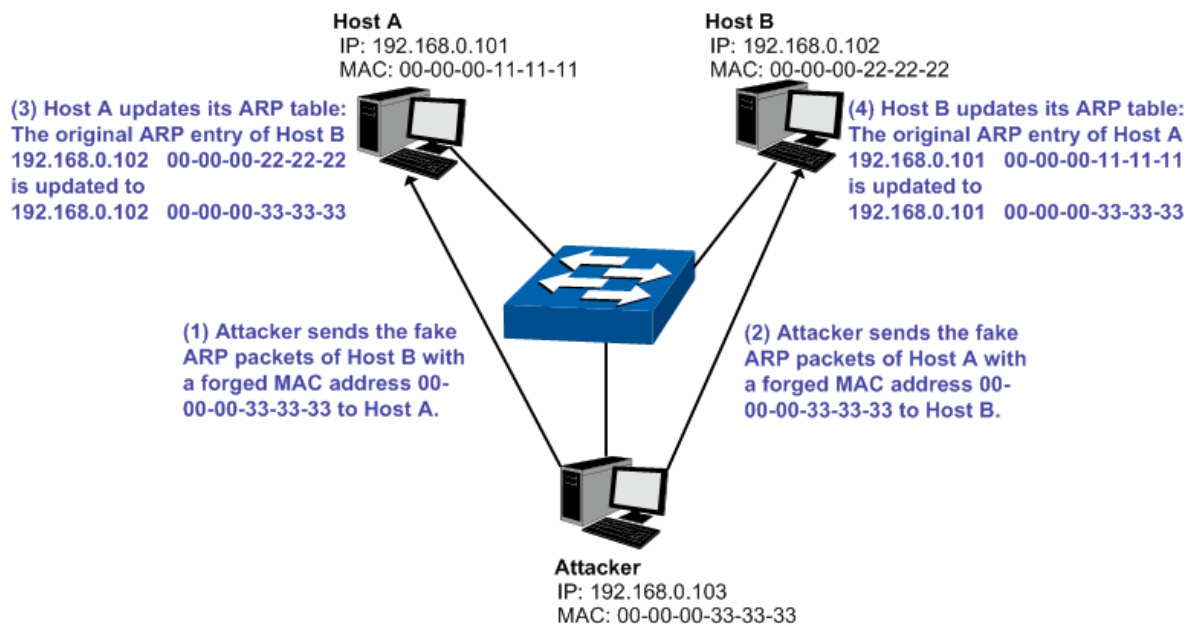 Host A
IP: 192.168.0.101
MAC: 00-00-00-11-11-11
Host B
IP: 192.168.0.102
MAC: 00-00-00-22-22-22
(3) Host A updates its ARP table:
The original ARP entry of Host B
192.168.0.102 00-00-00-22-22-22
is updated to
192.168.0.102 00-00-00-33-33-33
(4) Host B updates its ARP table:
The original ARP entry of Host A
192.168.0.101 00-00-00-11-11-11
is updated to
192.168.0.101 00-00-00-33-33-33
(1) Attacker sends the fake
ARP packets of Host B with
a forged MAC address 00-
00-00-33-33-33 to Host A.
(2) Attacker sends the fake
ARP packets of Host A with
a forged MAC address 00-
00-00-33-33-33 to Host B.
Attacker
IP: 192.168.0.103
MAC: 00-00-00-33-33-33